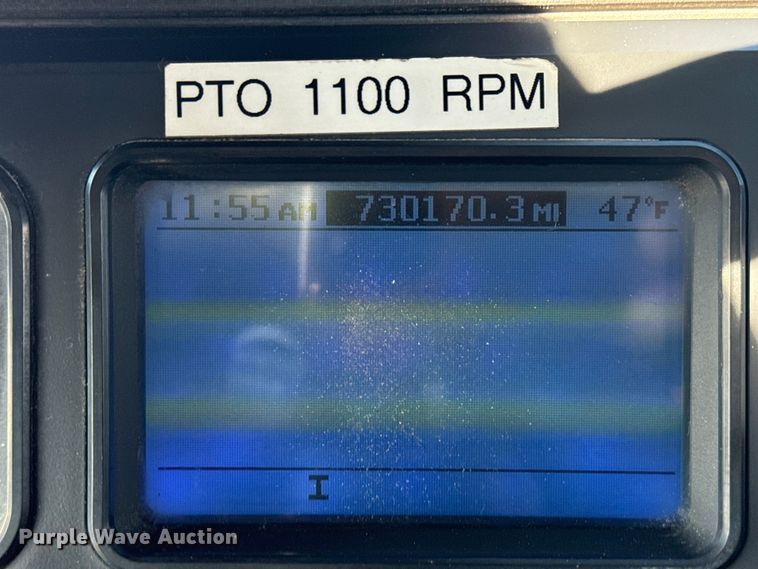 PTO 1100 RPM
11:55 AM 730170.3 MI 47°F
I
Purple Wave Auction